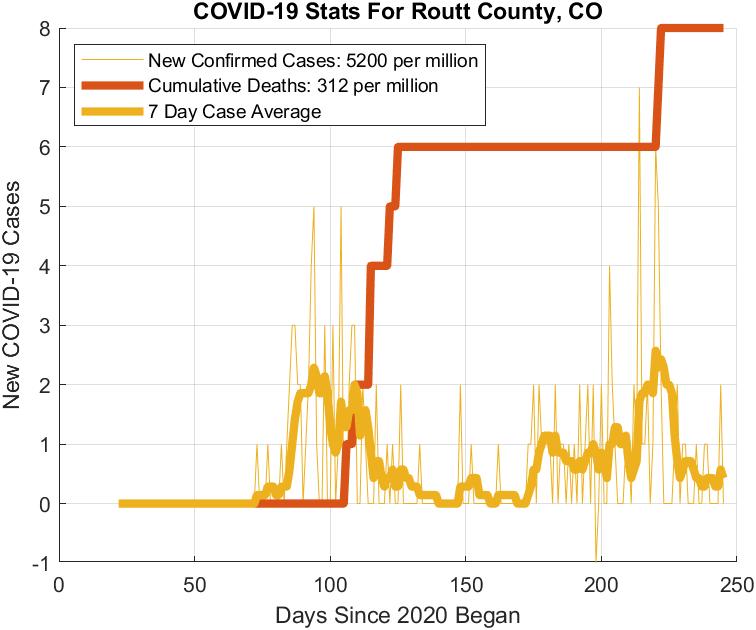 COVID-19 Stats For Routt County, CO
New Confirmed Cases: 5200 per million
Cumulative Deaths: 312 per million
7 Day Case Average
New COVID-19 Cases
8
7
6
5
4
3
2
1
0
-1
0 50 100 150 200 250
Days Since 2020 Began